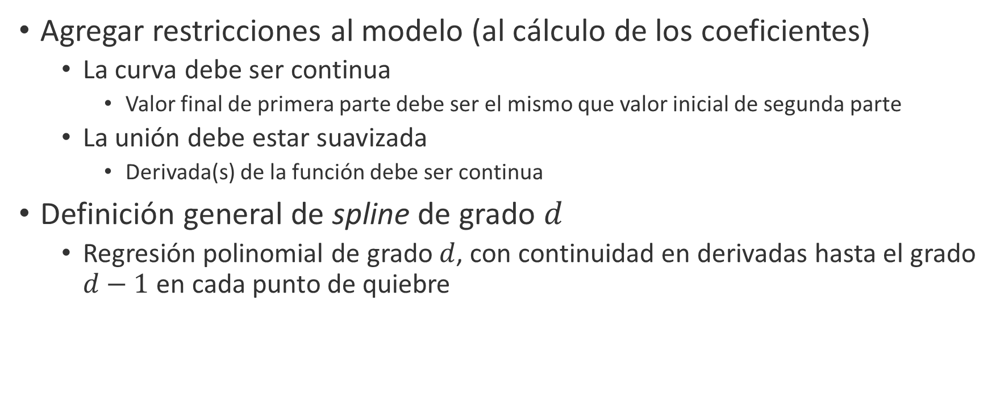 • Agregar restricciones al modelo (al cálculo de los coeficientes)
• La curva debe ser continua
• Valor final de primera parte debe ser el mismo que valor inicial de segunda parte
• La unión debe estar suavizada
• Derivada(s) de la función debe ser continua
• Definición general de spline de grado d
• Regresión polinomial de grado d, con continuidad en derivadas hasta el grado
d − 1 en cada punto de quiebre